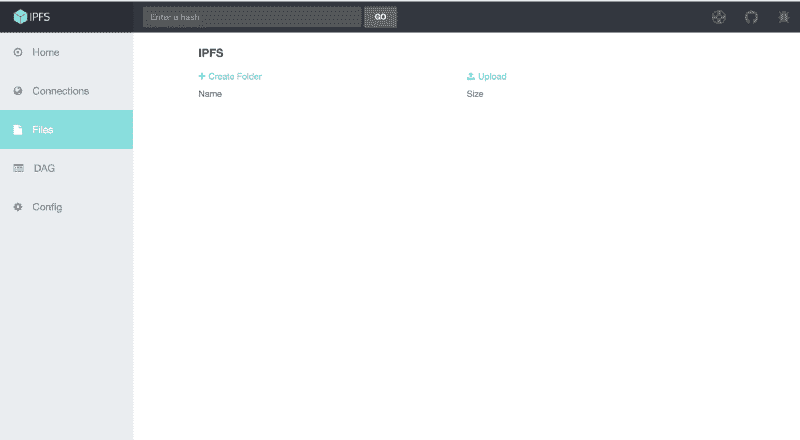 IPFS
Enter a hash GO
Home
Connections
Files
DAG
Config
IPFS
Create Folder Upload
Name Size